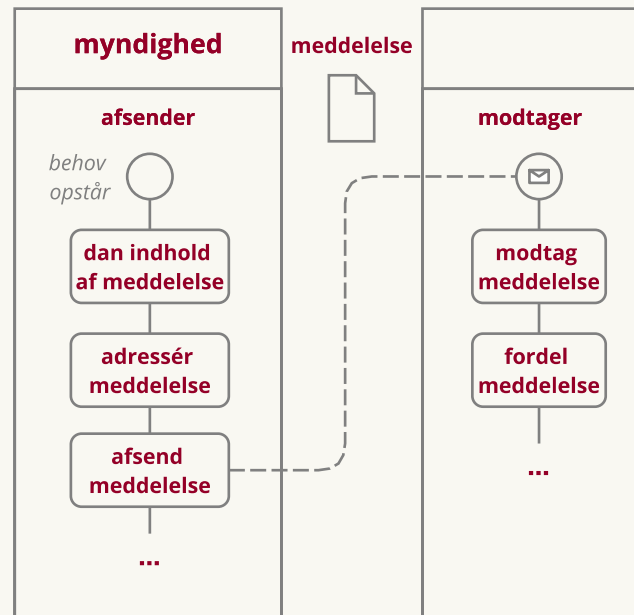 myndighed
meddelelse
afsender
behov
opstår
dan indhold
af meddelelse
adressér
meddelelse
afsend
meddelelse
...
modtager
modtag
meddelelse
fordel
meddelelse
...